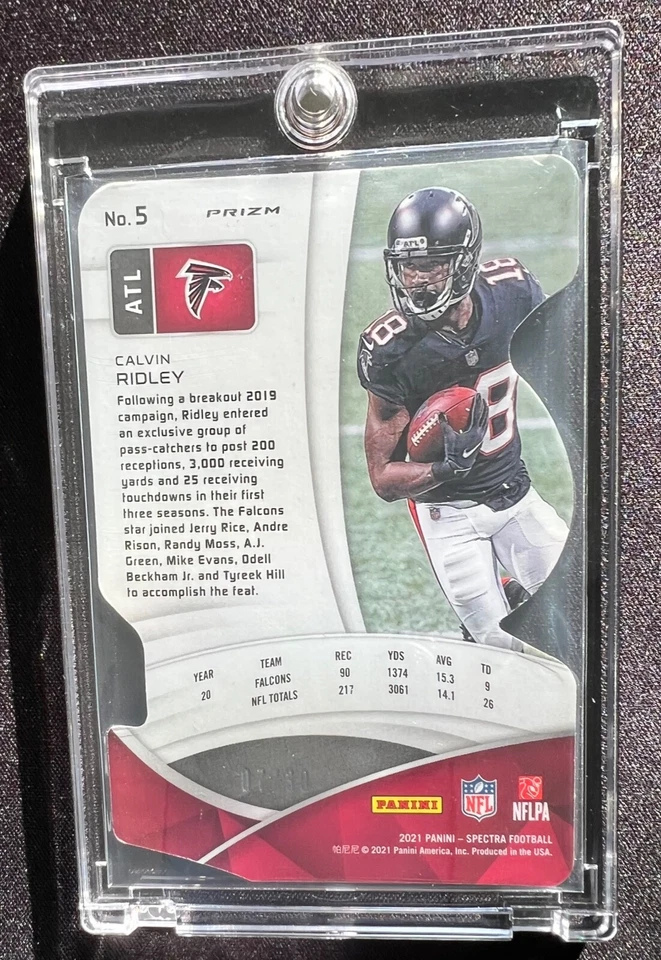 No. 5 PRIZM
ATL
CALVIN
RIDLEY
Following a breakout 2019
campaign, Ridley entered
an exclusive group of
pass-catchers to post 200
receptions, 3,000 receiving
yards and 25 receiving
touchdowns in their first
three seasons. The Falcons
star joined Jerry Rice, Andre
Rison, Randy Moss, A.J.
Green, Mike Evans, Odell
Beckham Jr. and Tyreek Hill
to accomplish the feat.
ATL
18
18
18
YEAR TEAM REC YDS AVG TD
20 FALCONS 90 1374 15.3 9
NFL TOTALS 217 3061 14.1 26
PANINI NFL NFLPA
2021 PANINI – SPECTRA FOOTBALL
帕尼尼 © 2021 Panini America, Inc. Produced in the USA.